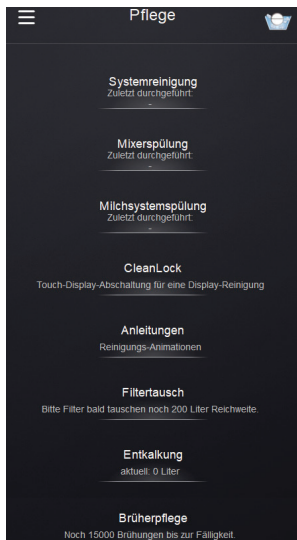 Pflege
Systemreinigung
Zuletzt durchgeführt:
-
Mixerspülung
Zuletzt durchgeführt:
-
Milchsystemspülung
Zuletzt durchgeführt:
-
CleanLock
Touch-Display-Abschaltung für eine Display-Reinigung
Anleitungen
Reinigungs-Animationen
Filtertausch
Bitte Filter bald tauschen noch 200 Liter Reichweite.
Entkalkung
aktuell: 0 Liter
Brüherpflege
Noch 15000 Brühungen bis zur Fälligkeit.